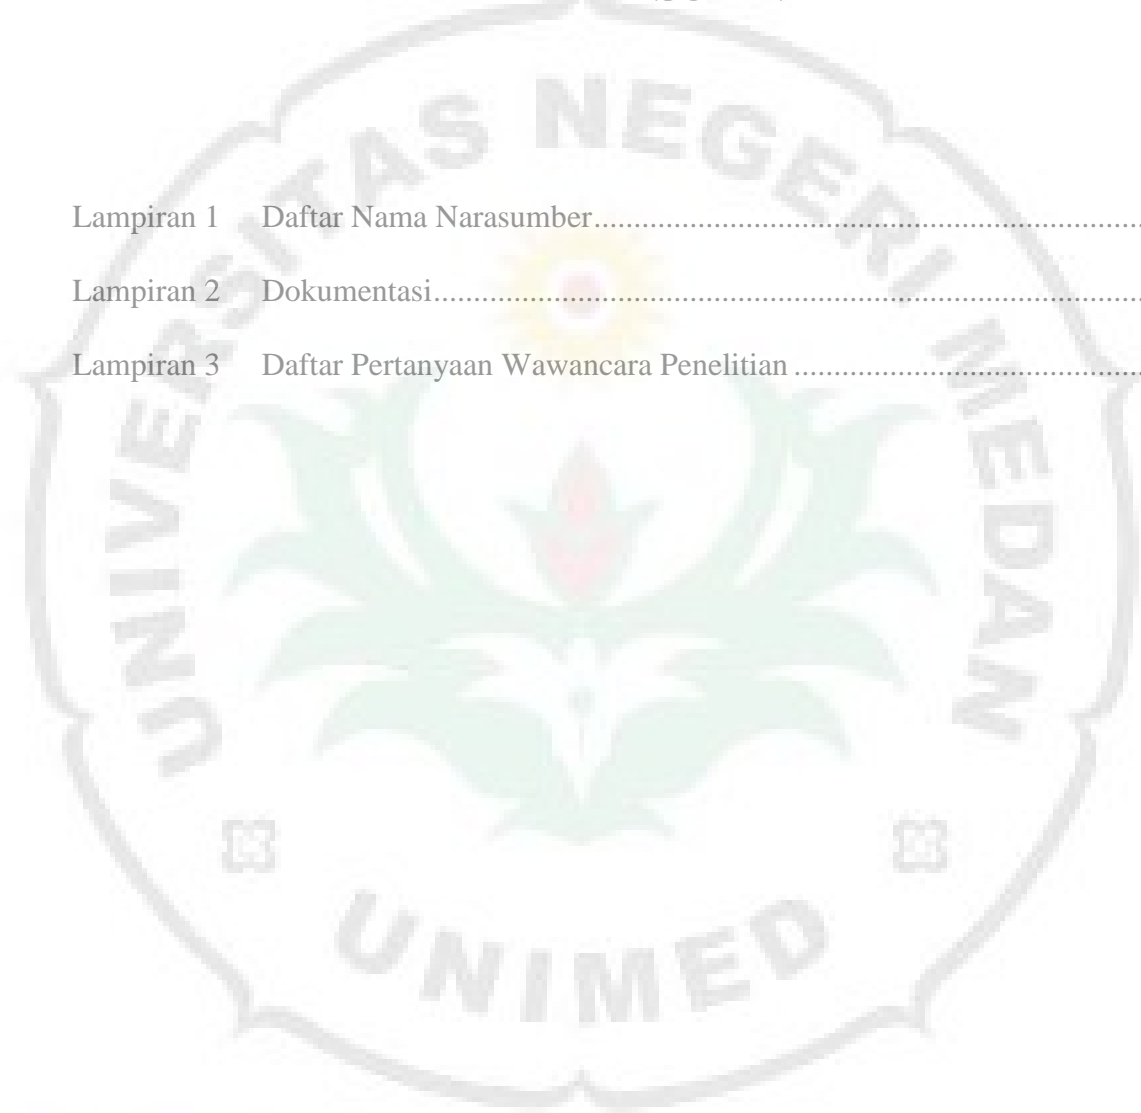 UNIVERSITAS NEGERI MEDAN
Lampiran 1 Daftar Nama Narasumber..........................................................................
Lampiran 2 Dokumentasi..............................................................................................
Lampiran 3 Daftar Pertanyaan Wawancara Penelitian ..............................................
UNIMED